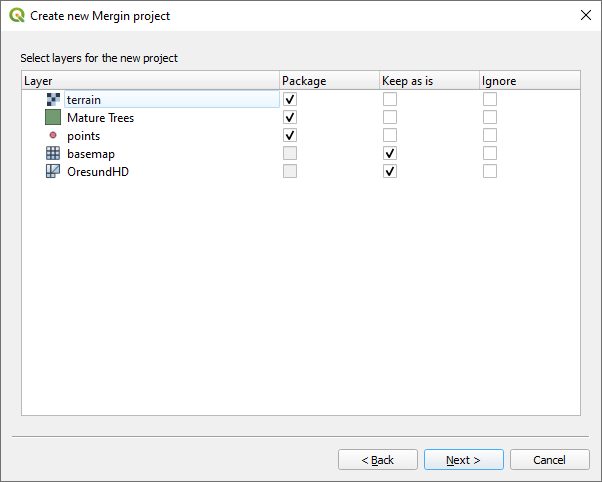 Create new Mergin project
Select layers for the new project
Layer Package Keep as is Ignore
terrain
Mature Trees
points
basemap
OresundHD
< Back Next > Cancel